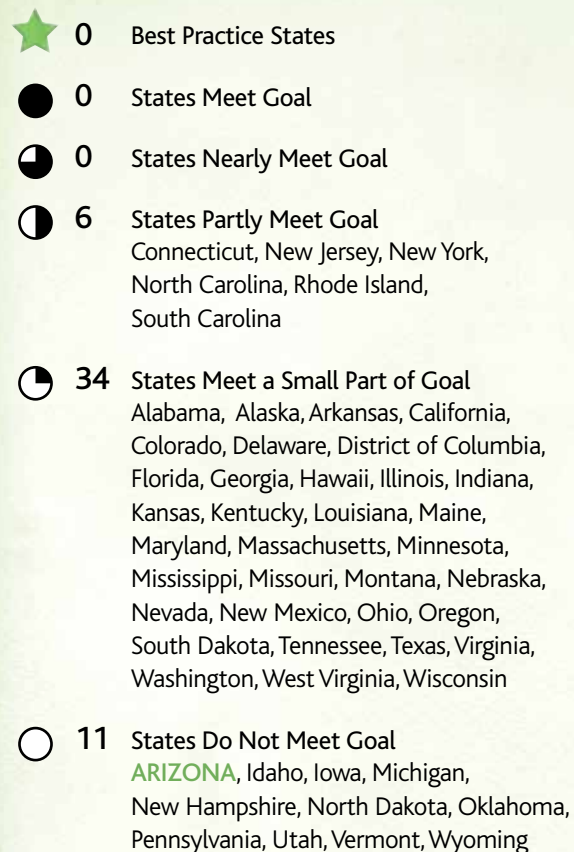 0 Best Practice States
0 States Meet Goal
0 States Nearly Meet Goal
6 States Partly Meet Goal
Connecticut, New Jersey, New York,
North Carolina, Rhode Island,
South Carolina
34 States Meet a Small Part of Goal
Alabama, Alaska, Arkansas, California,
Colorado, Delaware, District of Columbia,
Florida, Georgia, Hawaii, Illinois, Indiana,
Kansas, Kentucky, Louisiana, Maine,
Maryland, Massachusetts, Minnesota,
Mississippi, Missouri, Montana, Nebraska,
Nevada, New Mexico, Ohio, Oregon,
South Dakota, Tennessee, Texas, Virginia,
Washington, West Virginia, Wisconsin
11 States Do Not Meet Goal
ARIZONA, Idaho, Iowa, Michigan,
New Hampshire, North Dakota, Oklahoma,
Pennsylvania, Utah, Vermont, Wyoming